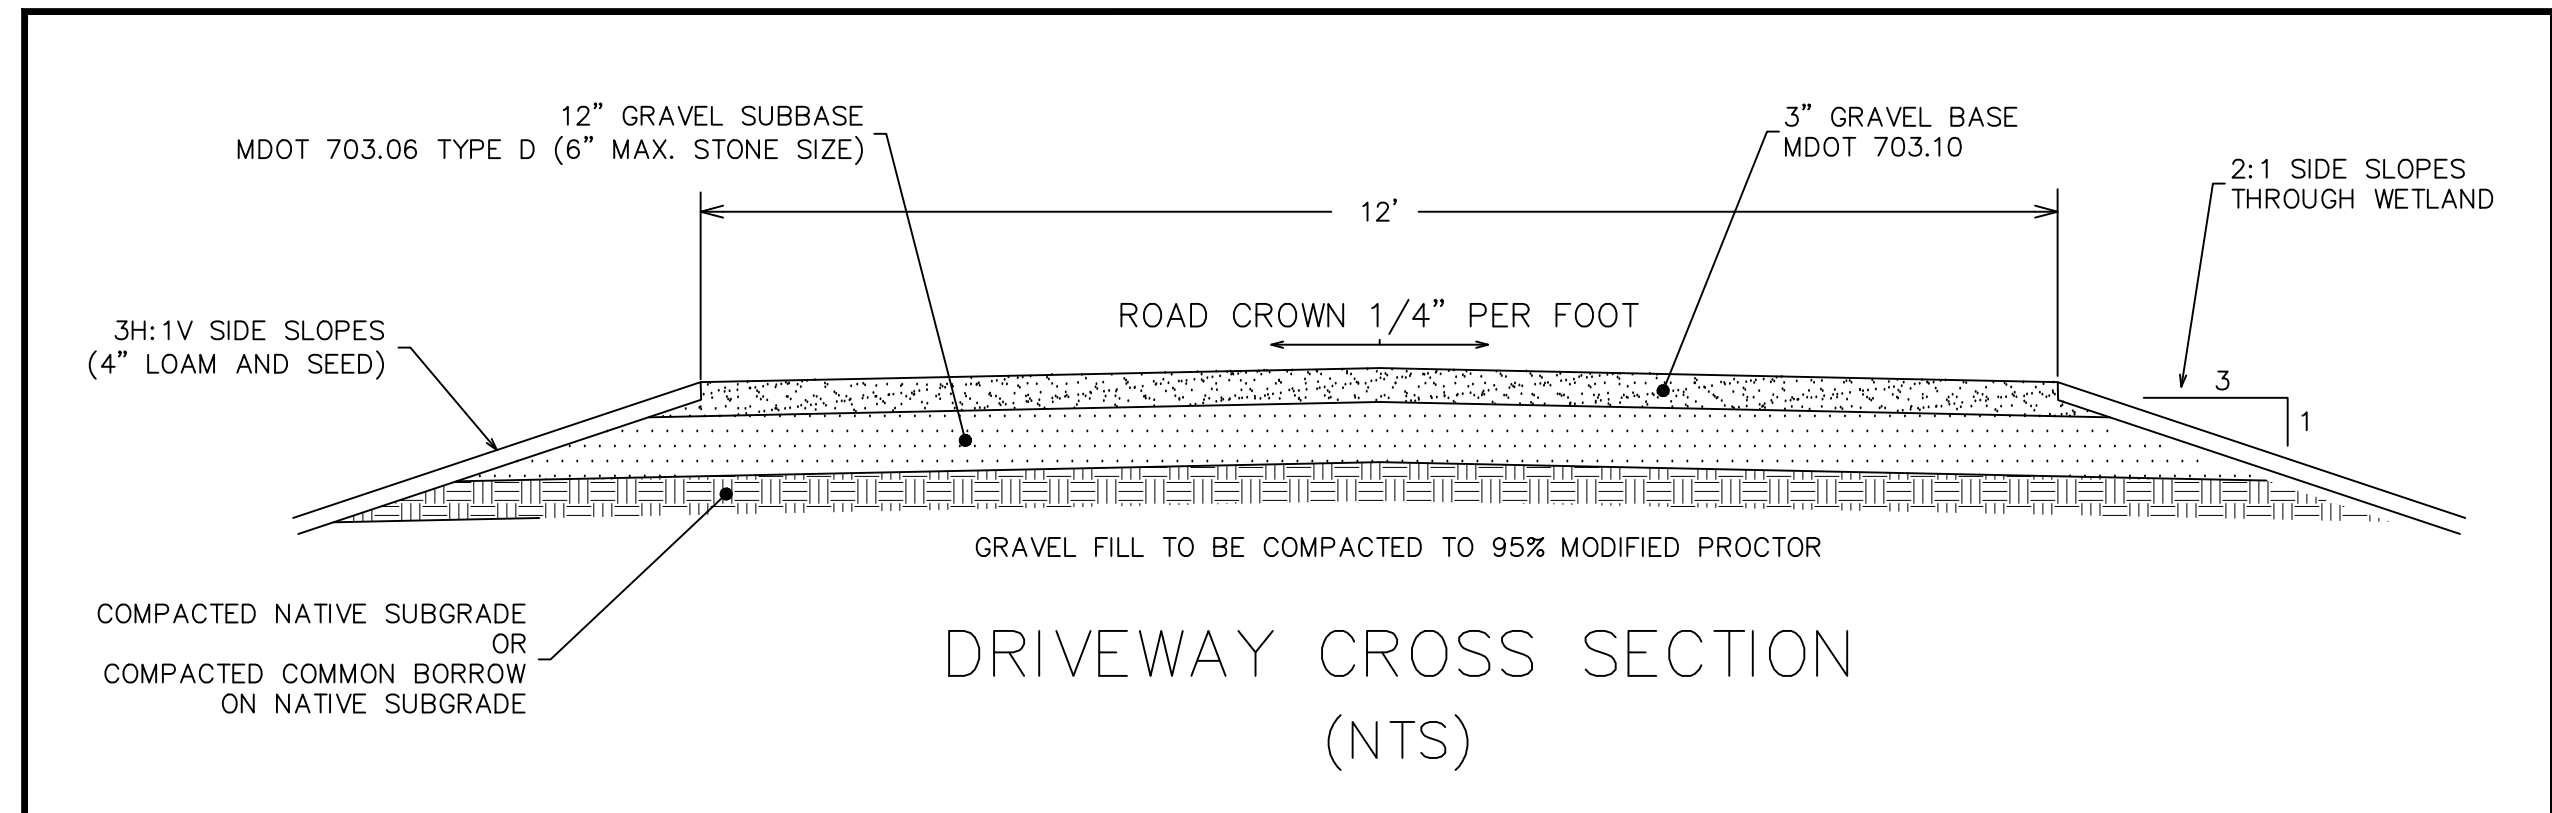 12” GRAVEL SUBBASE
MDOT 703.06 TYPE D (6” MAX. STONE SIZE)
3” GRAVEL BASE
MDOT 703.10
2:1 SIDE SLOPES
THROUGH WETLAND
12’
ROAD CROWN 1/4” PER FOOT
3H:1V SIDE SLOPES
(4” LOAM AND SEED)
3
1
GRAVEL FILL TO BE COMPACTED TO 95% MODIFIED PROCTOR
COMPACTED NATIVE SUBGRADE
OR
COMPACTED COMMON BORROW
ON NATIVE SUBGRADE
DRIVEWAY CROSS SECTION
(NTS)